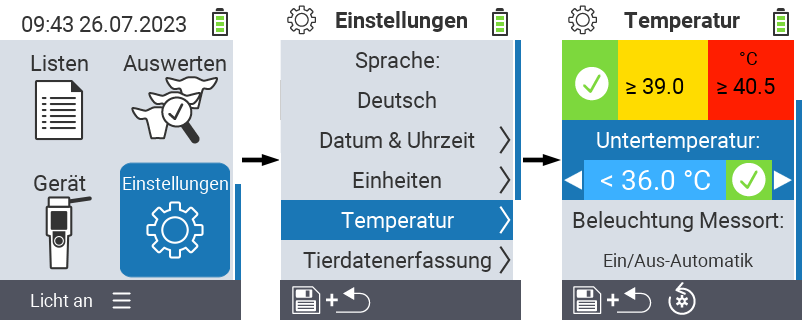 09:43 26.07.2023
Listen
Auswerten
Gerät
Einstellungen
Licht an
Einstellungen
Sprache:
Deutsch
Datum & Uhrzeit
Einheiten
Temperatur
Tierdatenerfassung
+
Temperatur
°C
≥ 39.0
≥ 40.5
Untertemperatur:
< 36.0 °C
Beleuchtung Messort:
Ein/Aus-Automatik
+